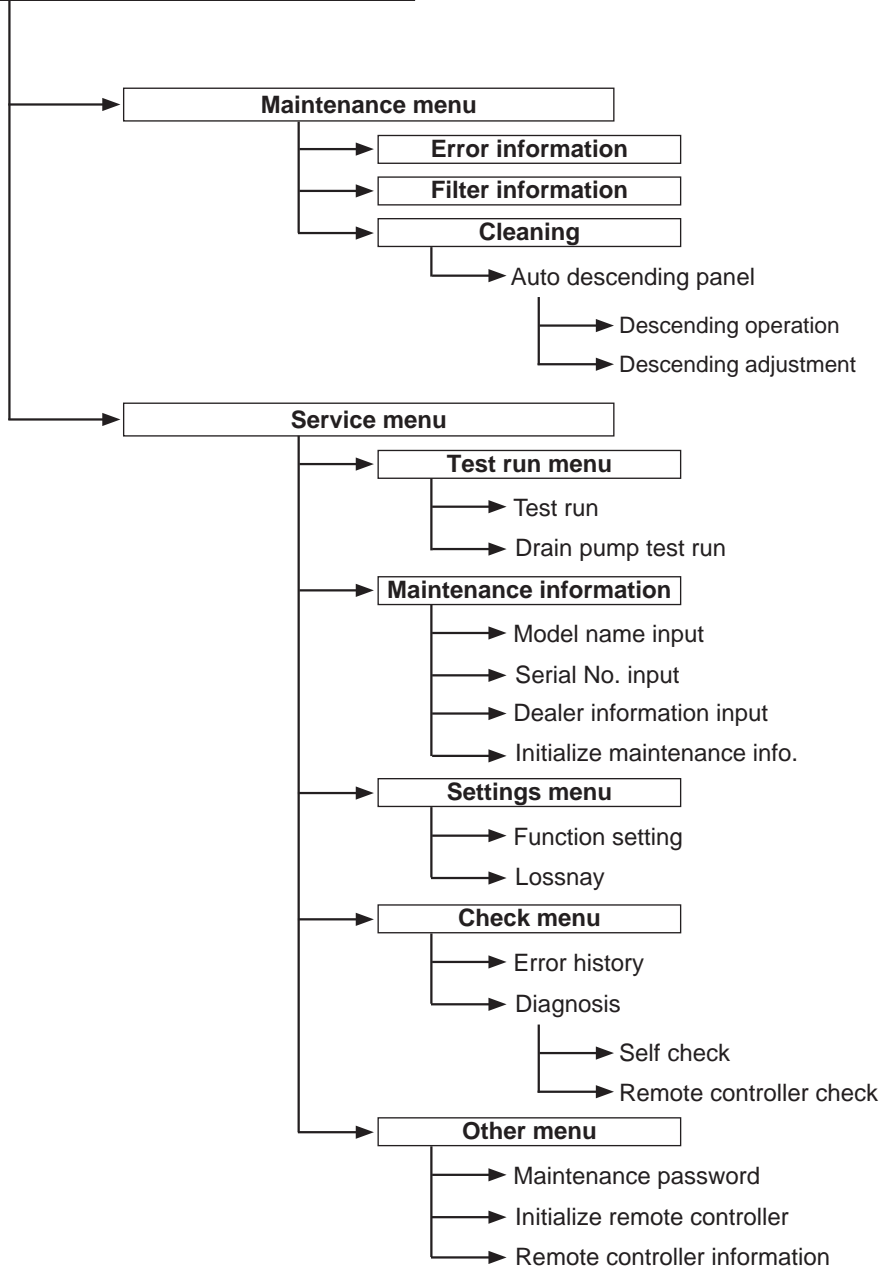 Maintenance menu
Error information
Filter information
Cleaning
Auto descending panel
Descending operation
Descending adjustment
Service menu
Test run menu
Test run
Drain pump test run
Maintenance information
Model name input
Serial No. input
Dealer information input
Initialize maintenance info.
Settings menu
Function setting
Lossnay
Check menu
Error history
Diagnosis
Self check
Remote controller check
Other menu
Maintenance password
Initialize remote controller
Remote controller information